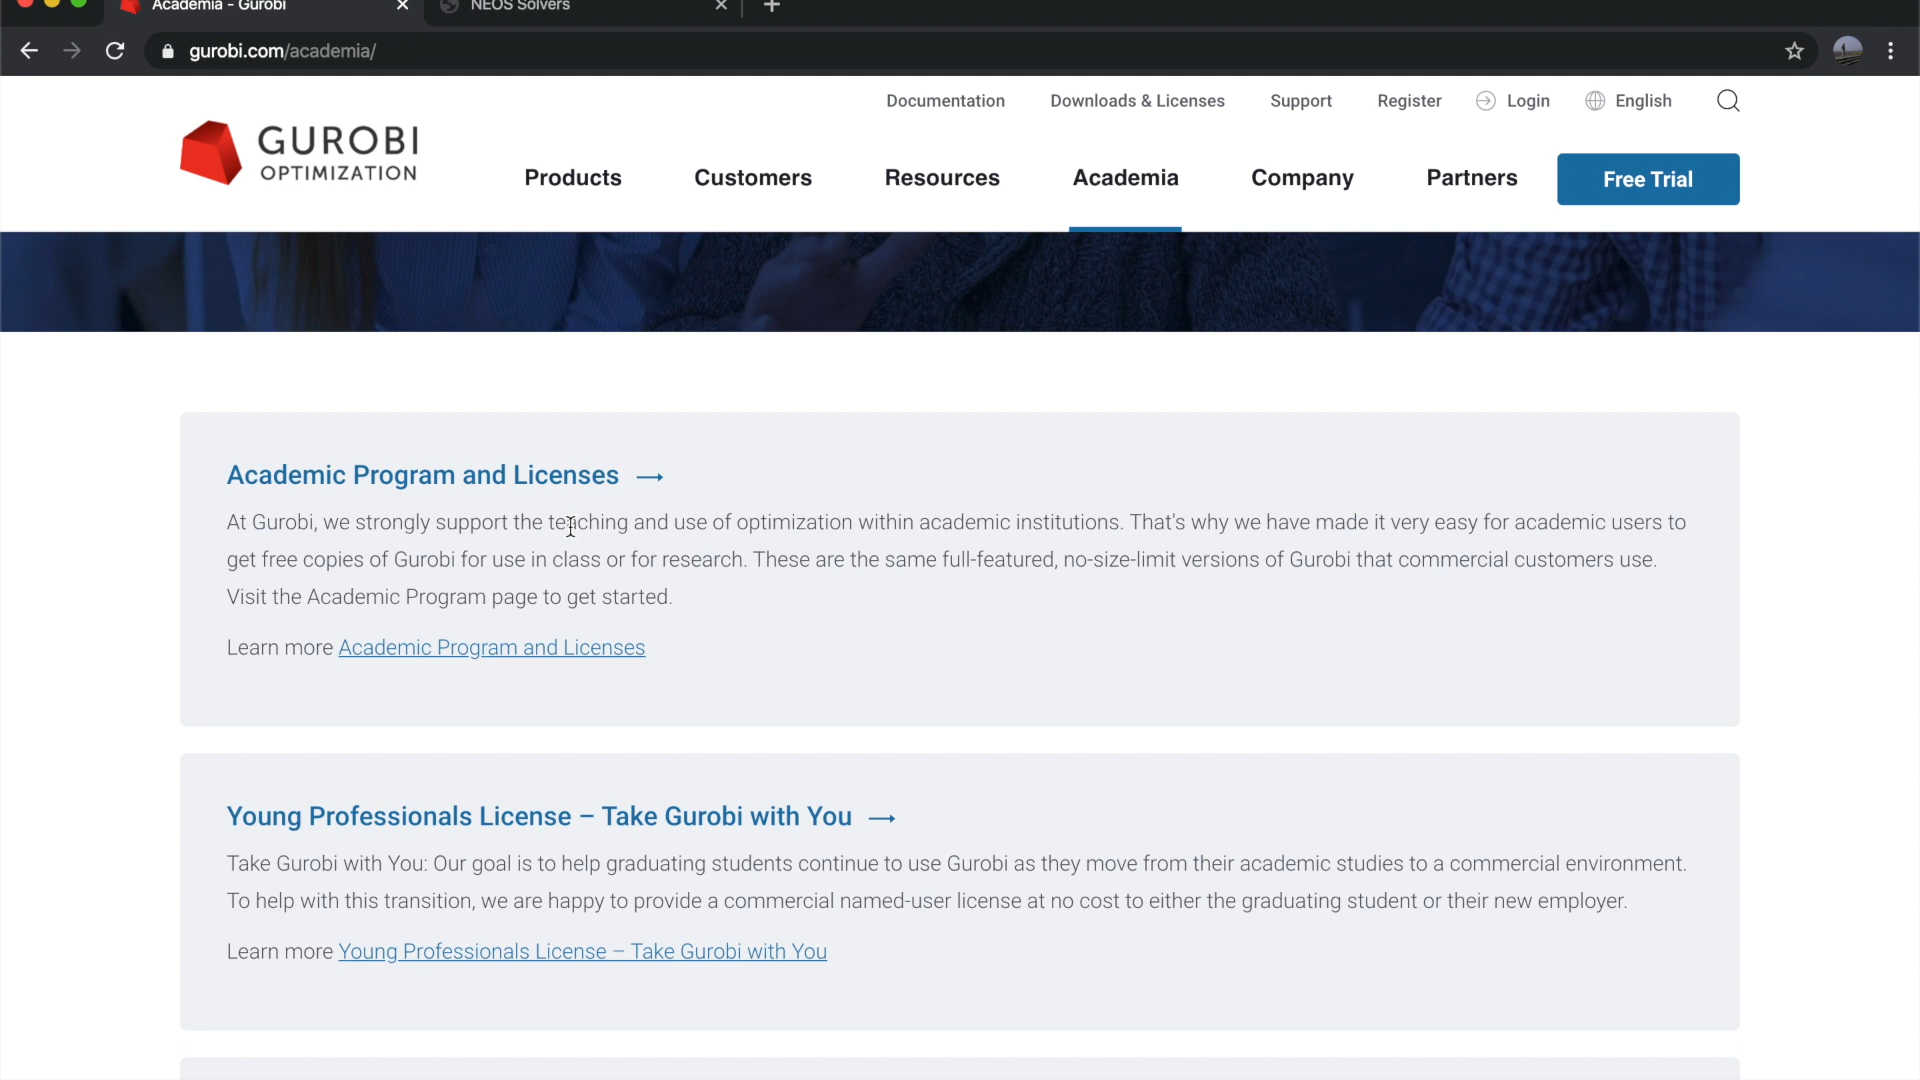 Academia - Gurobi
NEOS Solvers
gurobi.com/academia/
Documentation
Downloads & Licenses
Support
Register
Login
English
GUROBI
OPTIMIZATION
Products
Customers
Resources
Academia
Company
Partners
Free Trial
Academic Program and Licenses →
At Gurobi, we strongly support the teaching and use of optimization within academic institutions. That's why we have made it very easy for academic users to
get free copies of Gurobi for use in class or for research. These are the same full-featured, no-size-limit versions of Gurobi that commercial customers use.
Visit the Academic Program page to get started.
Learn more Academic Program and Licenses
Young Professionals License – Take Gurobi with You →
Take Gurobi with You: Our goal is to help graduating students continue to use Gurobi as they move from their academic studies to a commercial environment.
To help with this transition, we are happy to provide a commercial named-user license at no cost to either the graduating student or their new employer.
Learn more Young Professionals License – Take Gurobi with You